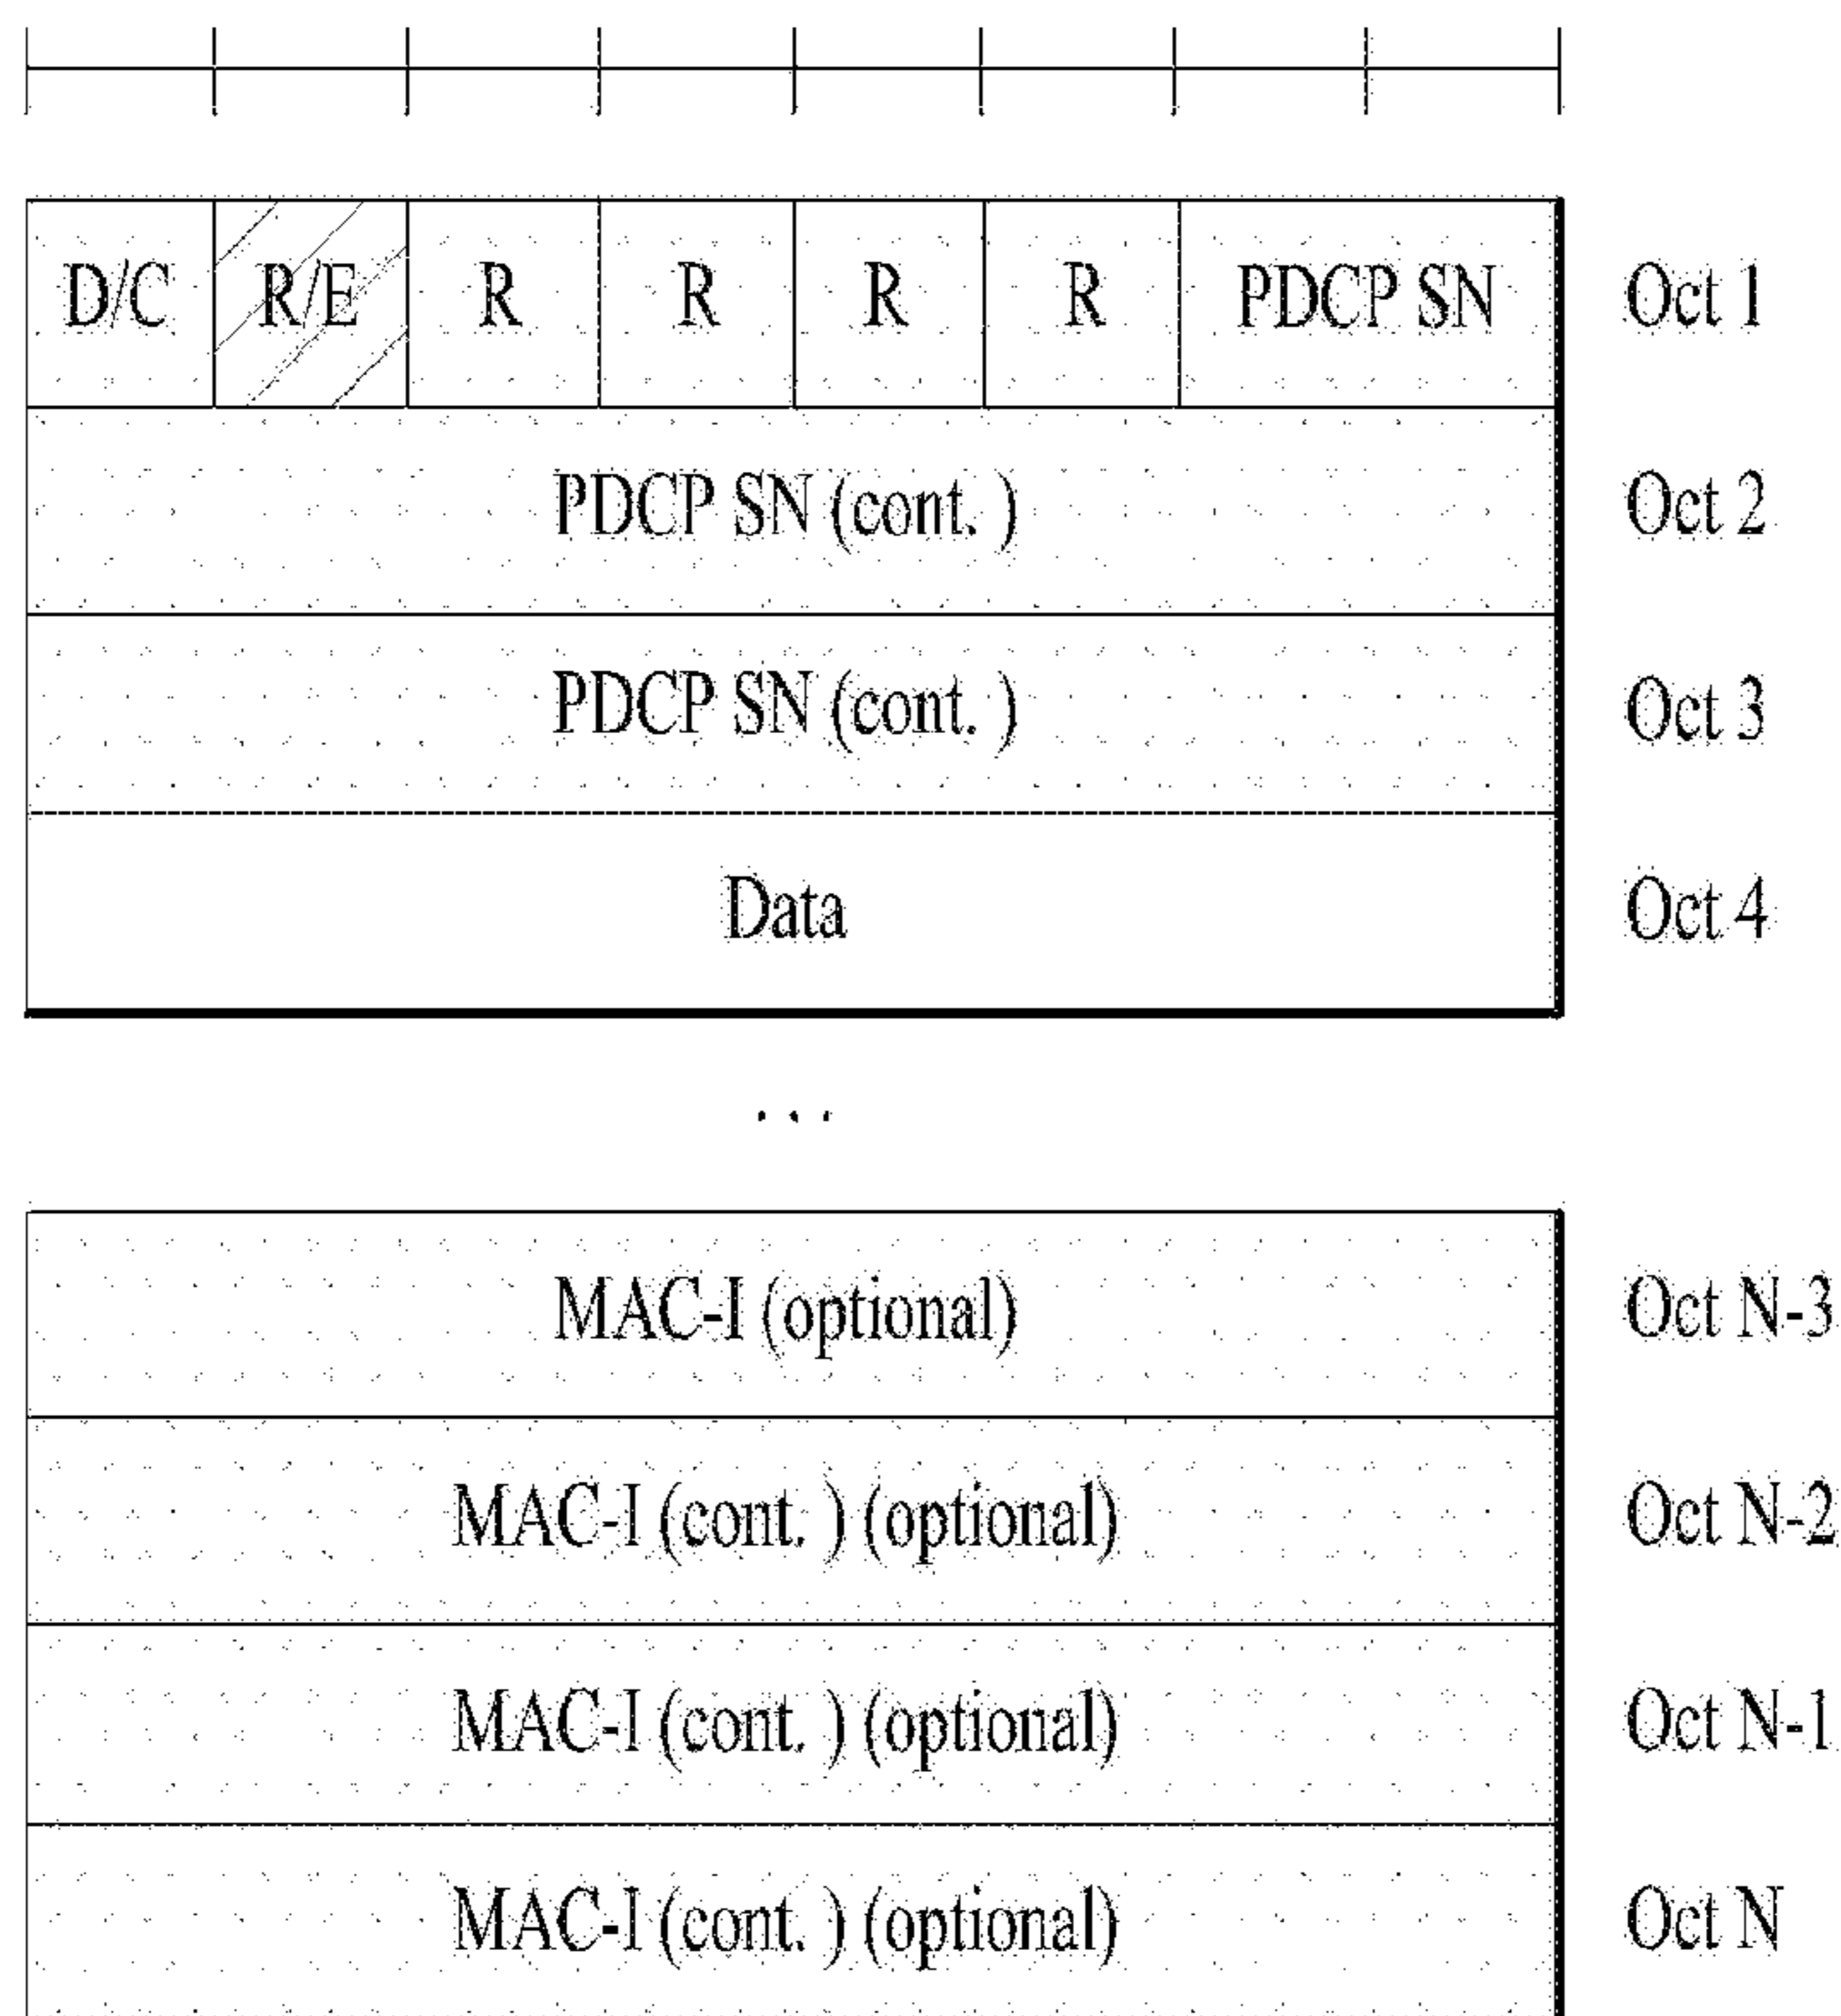 D/C R/E R R R R PDCP SN Oct 1
PDCP SN (cont. ) Oct 2
PDCP SN (cont. ) Oct 3
Data Oct 4
...
MAC-I (optional) Oct N-3
MAC-I (cont. ) (optional) Oct N-2
MAC-I (cont. ) (optional) Oct N-1
MAC-I (cont. ) (optional) Oct N